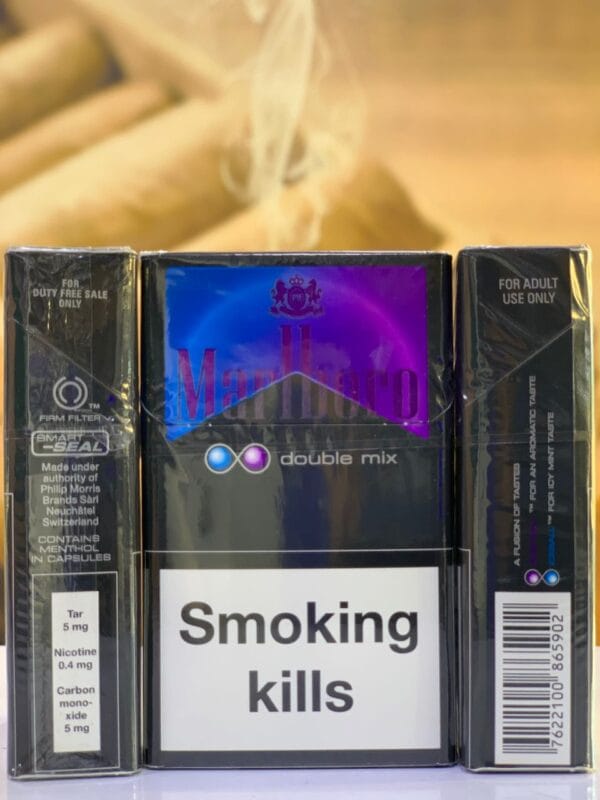 FOR
DUTY FREE SALE
ONLY
TM
FIRM FILTER
SMART
-SEAL
Made under
authority of
Philip Morris
Brands Sàrl
Neuchâtel
Switzerland
CONTAINS
MENTHOL
IN CAPSULES
Tar
5 mg
Nicotine
0.4 mg
Carbon
mono-
xide
5 mg
Marlboro
double mix
Smoking
kills
FOR ADULT
USE ONLY
A FUSION OF TASTES
™ FOR AN AROMATIC TASTE
™ FOR ICY MINT TASTE
7622100 865902